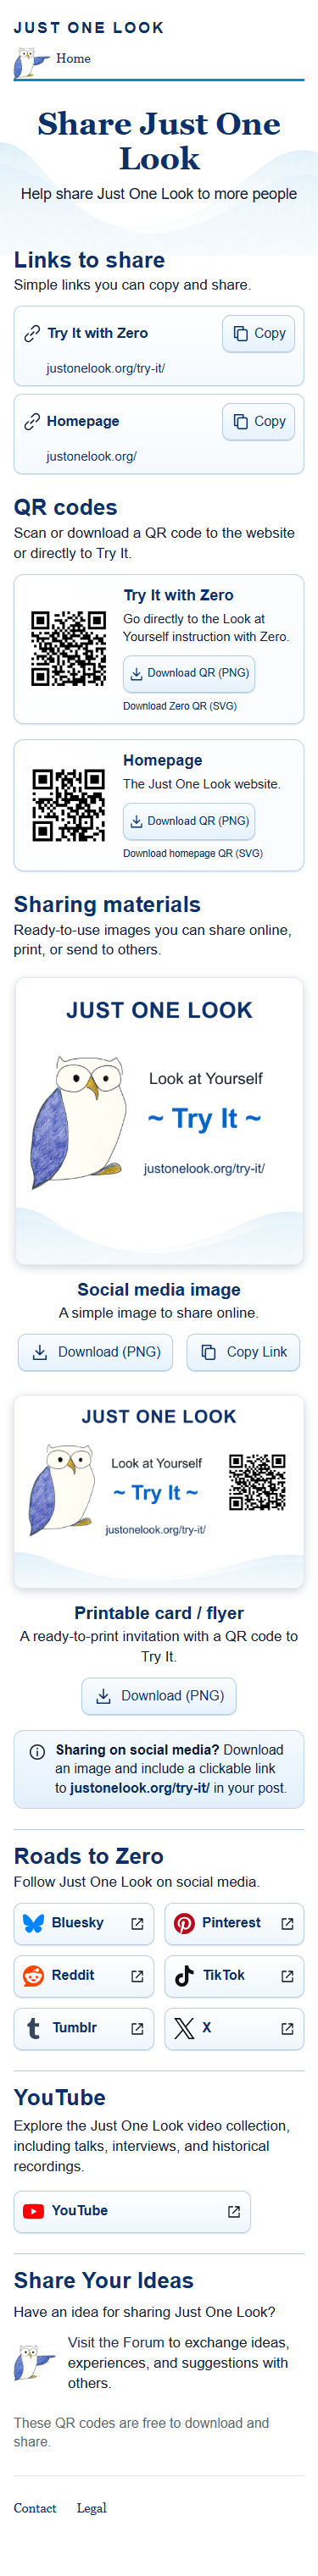 JUST ONE LOOK
Home
Share Just One
Look
Help share Just One Look to more people
Links to share
Simple links you can copy and share.
Try It with Zero
Copy
justonelook.org/try-it/
Homepage
Copy
justonelook.org/
QR codes
Scan or download a QR code to the website
or directly to Try It.
Try It with Zero
Go directly to the Look at
Yourself instruction with Zero.
Download QR (PNG)
Download Zero QR (SVG)
Homepage
The Just One Look website.
Download QR (PNG)
Download homepage QR (SVG)
Sharing materials
Ready-to-use images you can share online,
print, or send to others.
JUST ONE LOOK
Look at Yourself
~ Try It ~
justonelook.org/try-it/
Social media image
A simple image to share online.
Download (PNG)
Copy Link
JUST ONE LOOK
Look at Yourself
~ Try It ~
justonelook.org/try-it/
Printable card / flyer
A ready-to-print invitation with a QR code to
Try It.
Download (PNG)
Sharing on social media? Download
an image and include a clickable link
to justonelook.org/try-it/ in your post.
Roads to Zero
Follow Just One Look on social media.
Bluesky
Pinterest
Reddit
TikTok
Tumblr
X
YouTube
Explore the Just One Look video collection,
including talks, interviews, and historical
recordings.
YouTube
Share Your Ideas
Have an idea for sharing Just One Look?
Visit the Forum to exchange ideas,
experiences, and suggestions with
others.
These QR codes are free to download and
share.
Contact
Legal